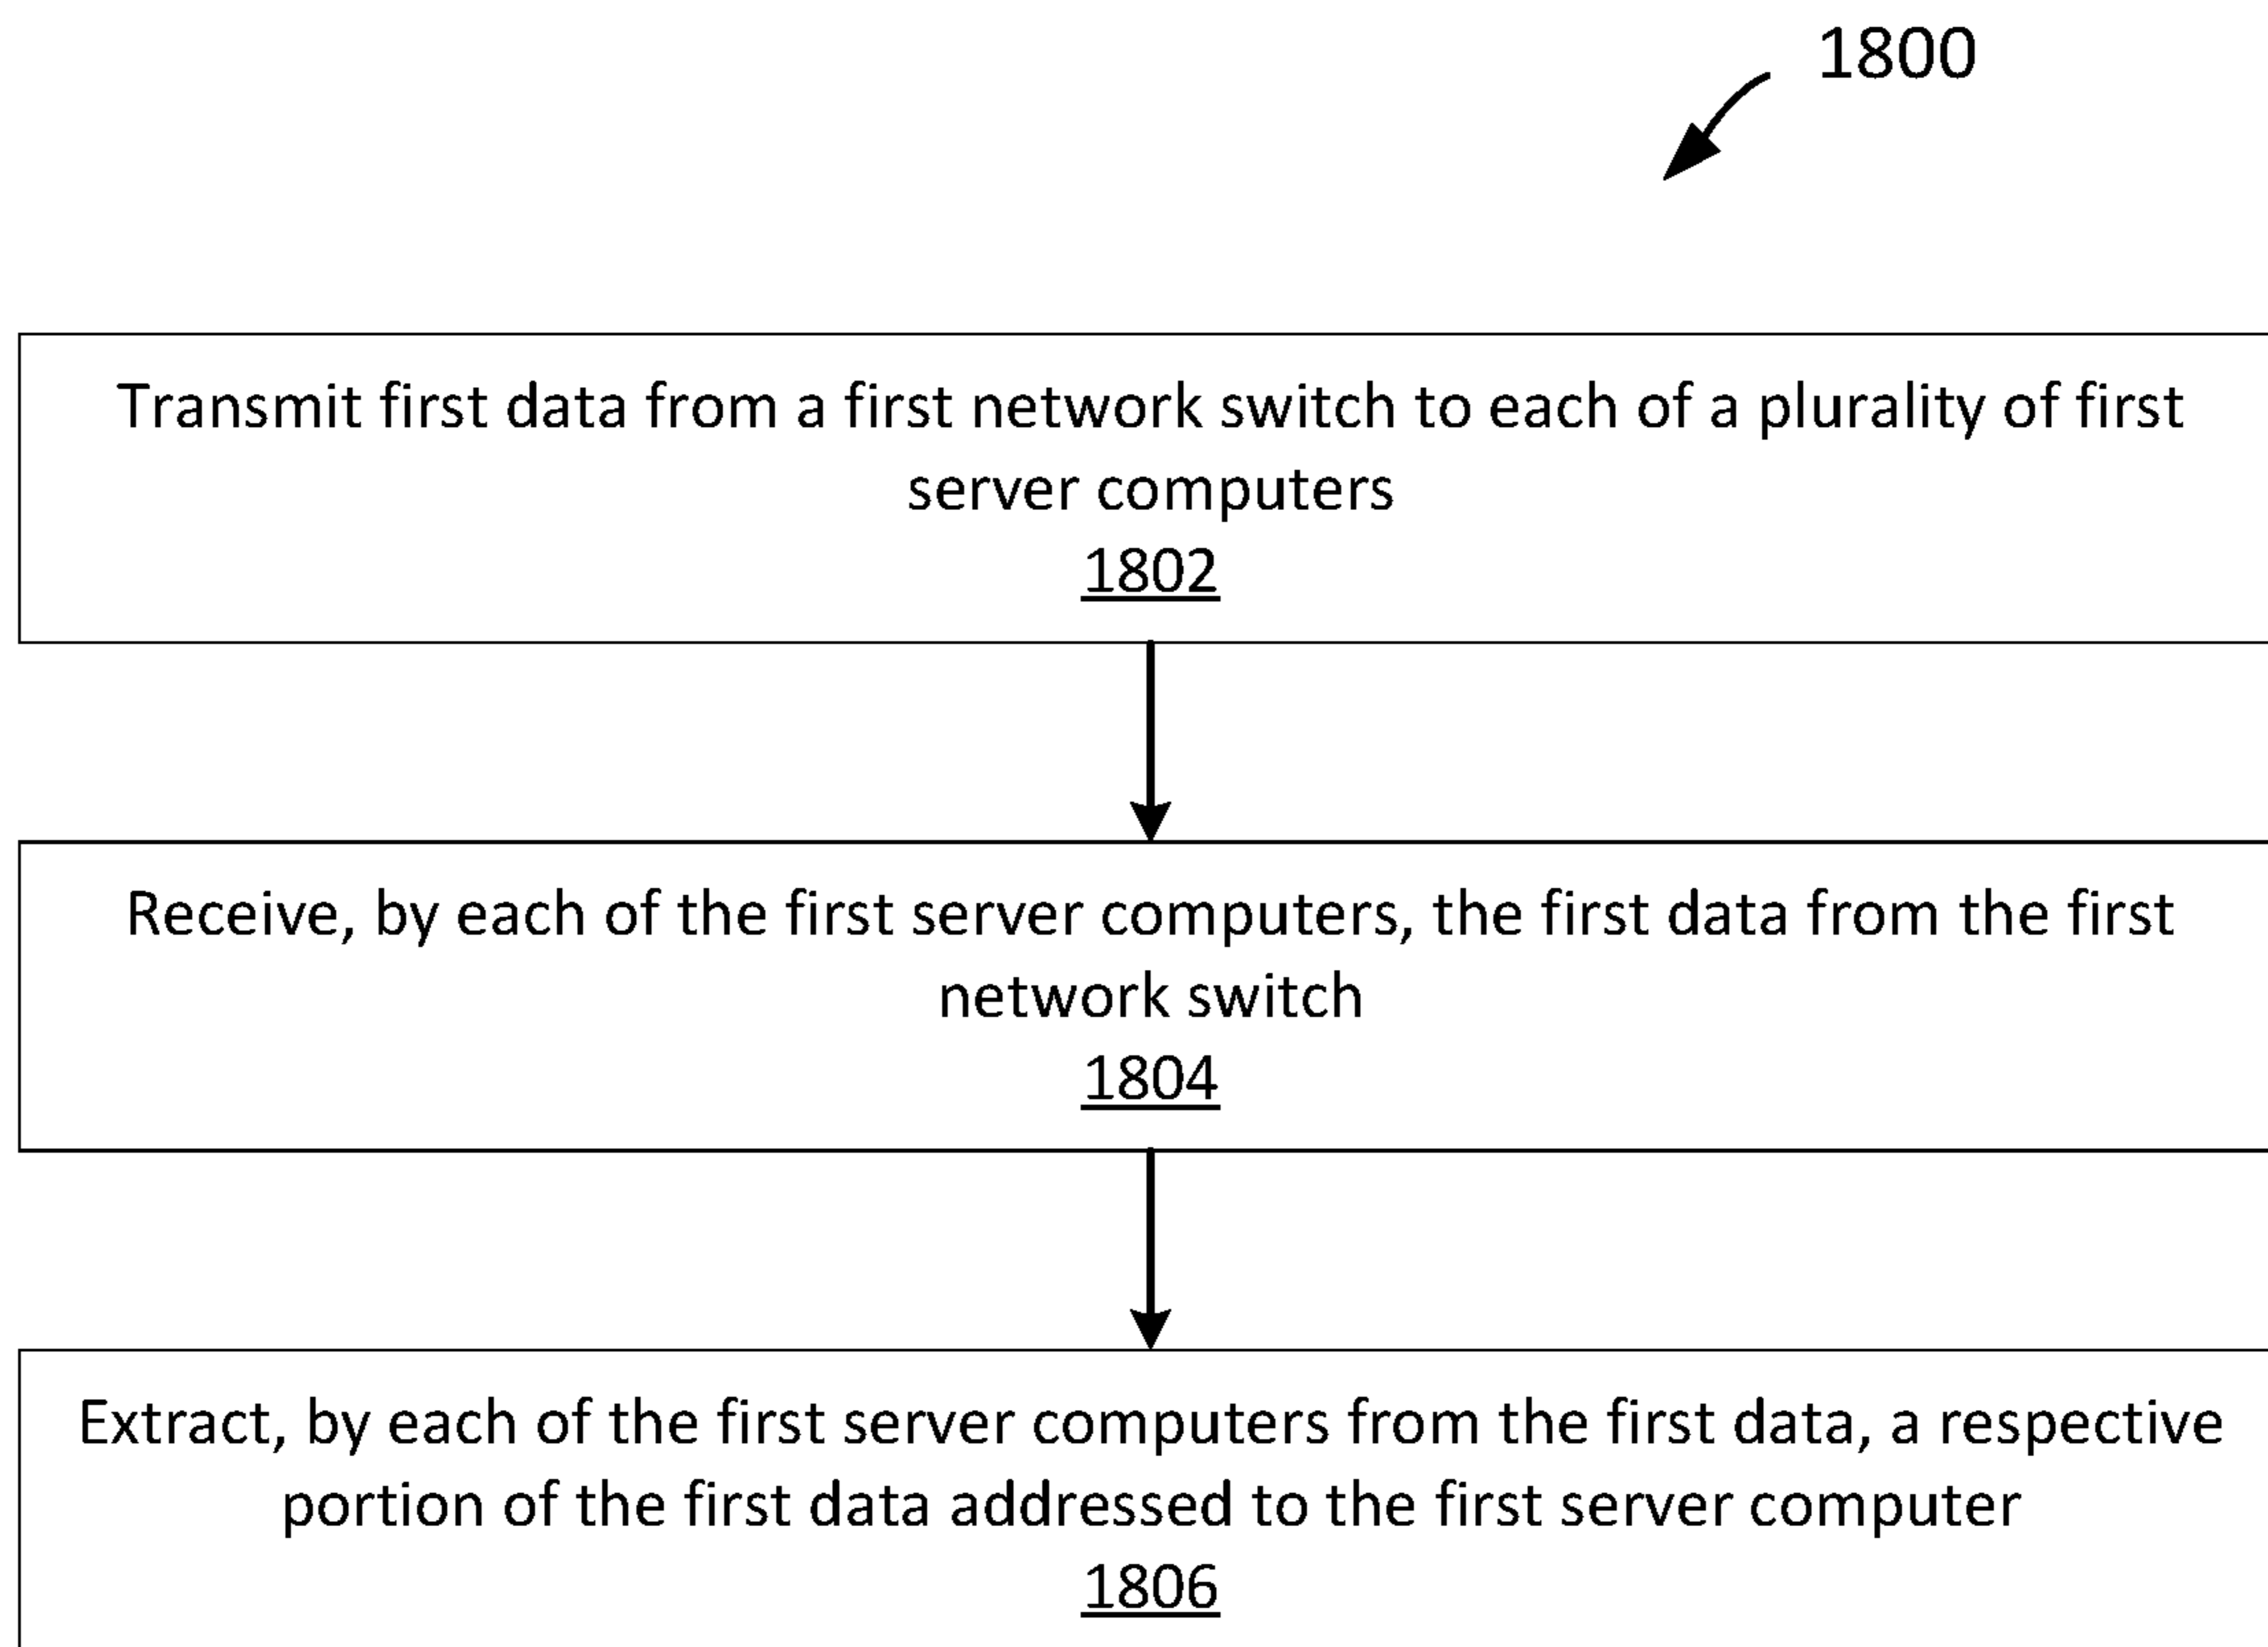 1800
Transmit first data from a first network switch to each of a plurality of first
server computers
1802
Receive, by each of the first server computers, the first data from the first
network switch
1804
Extract, by each of the first server computers from the first data, a respective
portion of the first data addressed to the first server computer
1806